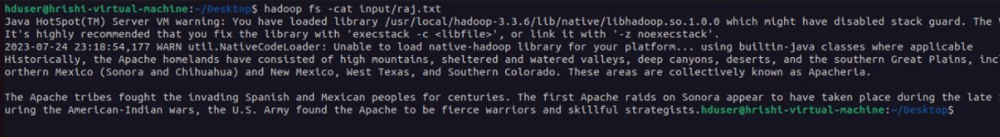 hduser@hrishi-virtual-machine:~/Desktop$ hadoop fs -cat input/raj.txt
Java HotSpot(TM) Server VM warning: You have loaded library /usr/local/hadoop-3.3.6/lib/native/libhadoop.so.1.0.0 which might have disabled stack guard. The
It's highly recommended that you fix the library with 'execstack -c <libfile>', or link it with '-z noexecstack'.
2023-07-24 23:18:54,177 WARN util.NativeCodeLoader: Unable to load native-hadoop library for your platform... using builtin-java classes where applicable
Historically, the Apache homelands have consisted of high mountains, sheltered and watered valleys, deep canyons, deserts, and the southern Great Plains, inc
orthern Mexico (Sonora and Chihuahua) and New Mexico, West Texas, and Southern Colorado. These areas are collectively known as Apacheria.
The Apache tribes fought the invading Spanish and Mexican peoples for centuries. The first Apache raids on Sonora appear to have taken place during the late
uring the American-Indian wars, the U.S. Army found the Apache to be fierce warriors and skillful strategists.hduser@hrishi-virtual-machine:~/Desktop$